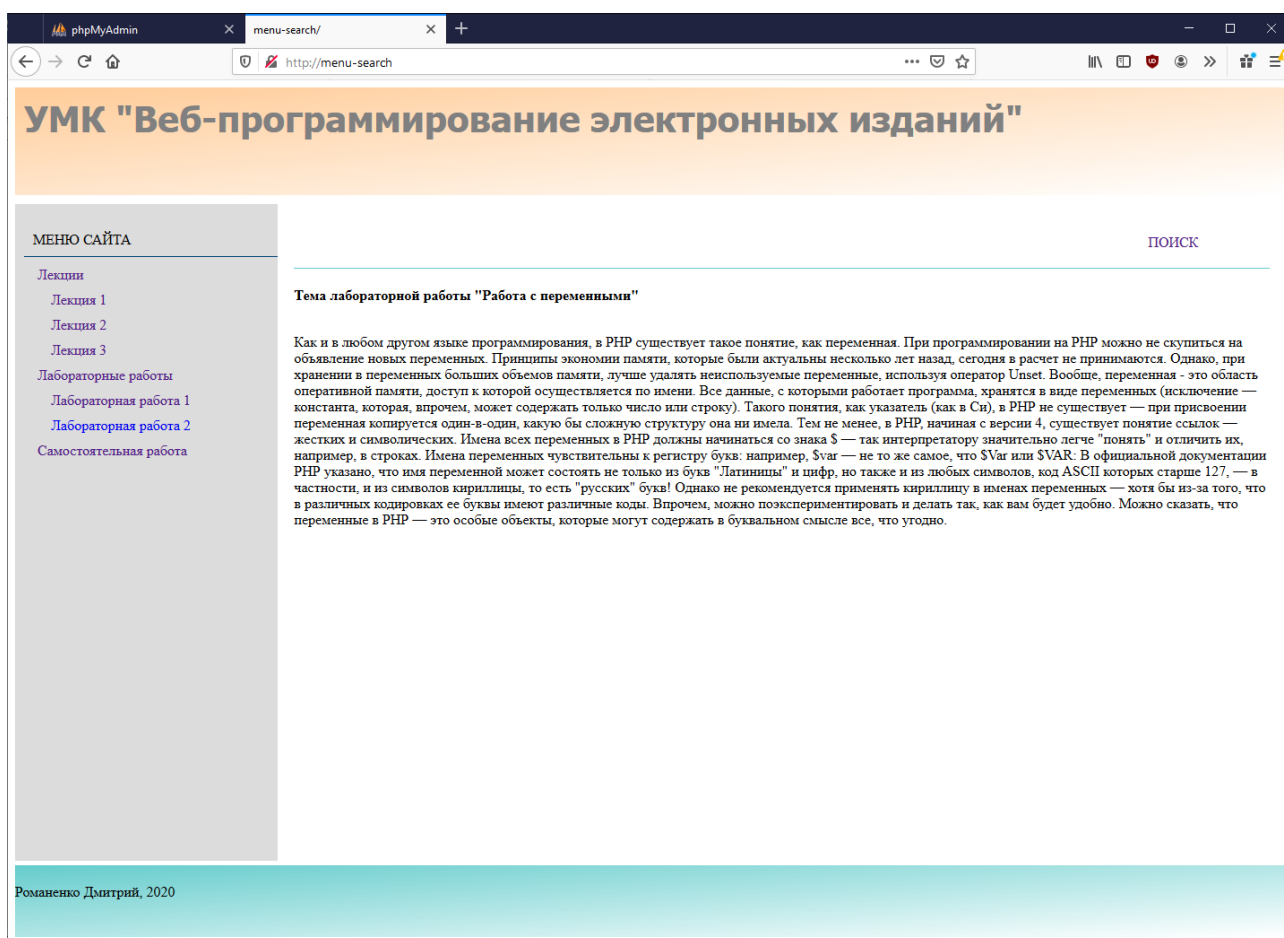 phpMyAdmin
menu-search/
http://menu-search
УМК "Веб-программирование электронных изданий"
МЕНЮ САЙТА
Лекции
Лекция 1
Лекция 2
Лекция 3
Лабораторные работы
Лабораторная работа 1
Лабораторная работа 2
Самостоятельная работа
ПОИСК
Тема лабораторной работы "Работа с переменными"
Как и в любом другом языке программирования, в PHP существует такое понятие, как переменная. При программировании на PHP можно не скупиться на
объявление новых переменных. Принципы экономии памяти, которые были актуальны несколько лет назад, сегодня в расчет не принимаются. Однако, при
хранении в переменных больших объемов памяти, лучше удалять неиспользуемые переменные, используя оператор Unset. Вообще, переменная - это область
оперативной памяти, доступ к которой осуществляется по имени. Все данные, с которыми работает программа, хранятся в виде переменных (исключение —
константа, которая, впрочем, может содержать только число или строку). Такого понятия, как указатель (как в Си), в PHP не существует — при присвоении
переменная копируется один-в-один, какую бы сложную структуру она ни имела. Тем не менее, в PHP, начиная с версии 4, существует понятие ссылок —
жестких и символических. Имена всех переменных в PHP должны начинаться со знака $ — так интерпретатору значительно легче "понять" и отличить их,
например, в строках. Имена переменных чувствительны к регистру букв: например, $var — не то же самое, что $Var или $VAR: В официальной документации
PHP указано, что имя переменной может состоять не только из букв "Латиницы" и цифр, но также и из любых символов, код ASCII которых старше 127, — в
частности, и из символов кириллицы, то есть "русских" букв! Однако не рекомендуется применять кириллицу в именах переменных — хотя бы из-за того, что
в различных кодировках ее буквы имеют различные коды. Впрочем, можно поэкспериментировать и делать так, как вам будет удобно. Можно сказать, что
переменные в PHP — это особые объекты, которые могут содержать в буквальном смысле все, что угодно.
Романенко Дмитрий, 2020